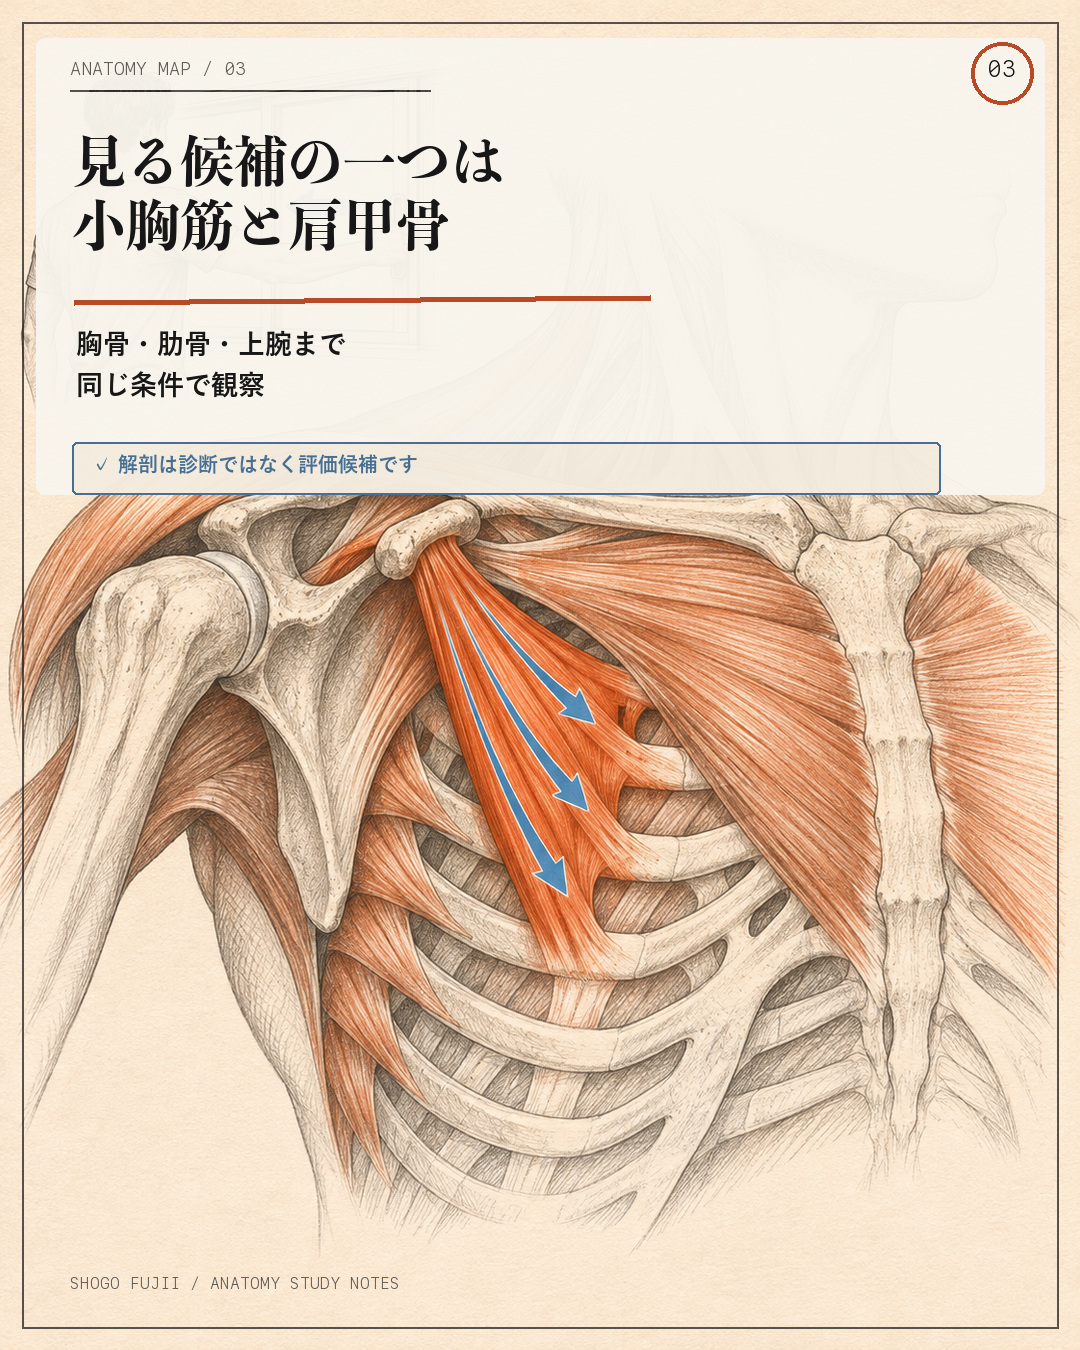 ANATOMY MAP / 03
03
見る候補の一つは
小胸筋と肩甲骨
胸骨・肋骨・上腕まで
同じ条件で観察
✓ 解剖は診断ではなく評価候補です
SHOGO FUJII / ANATOMY STUDY NOTES